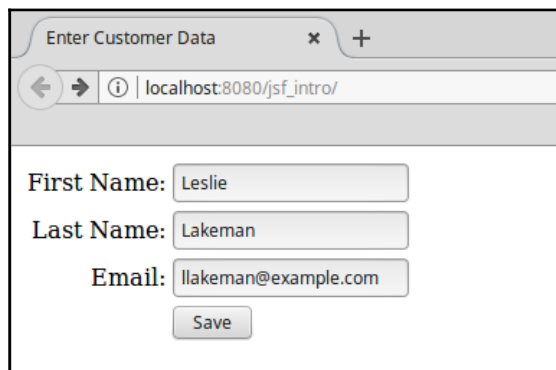 Enter Customer Data
localhost:8080/jsf_intro/
First Name: Leslie
Last Name: Lakeman
Email: llakeman@example.com
Save